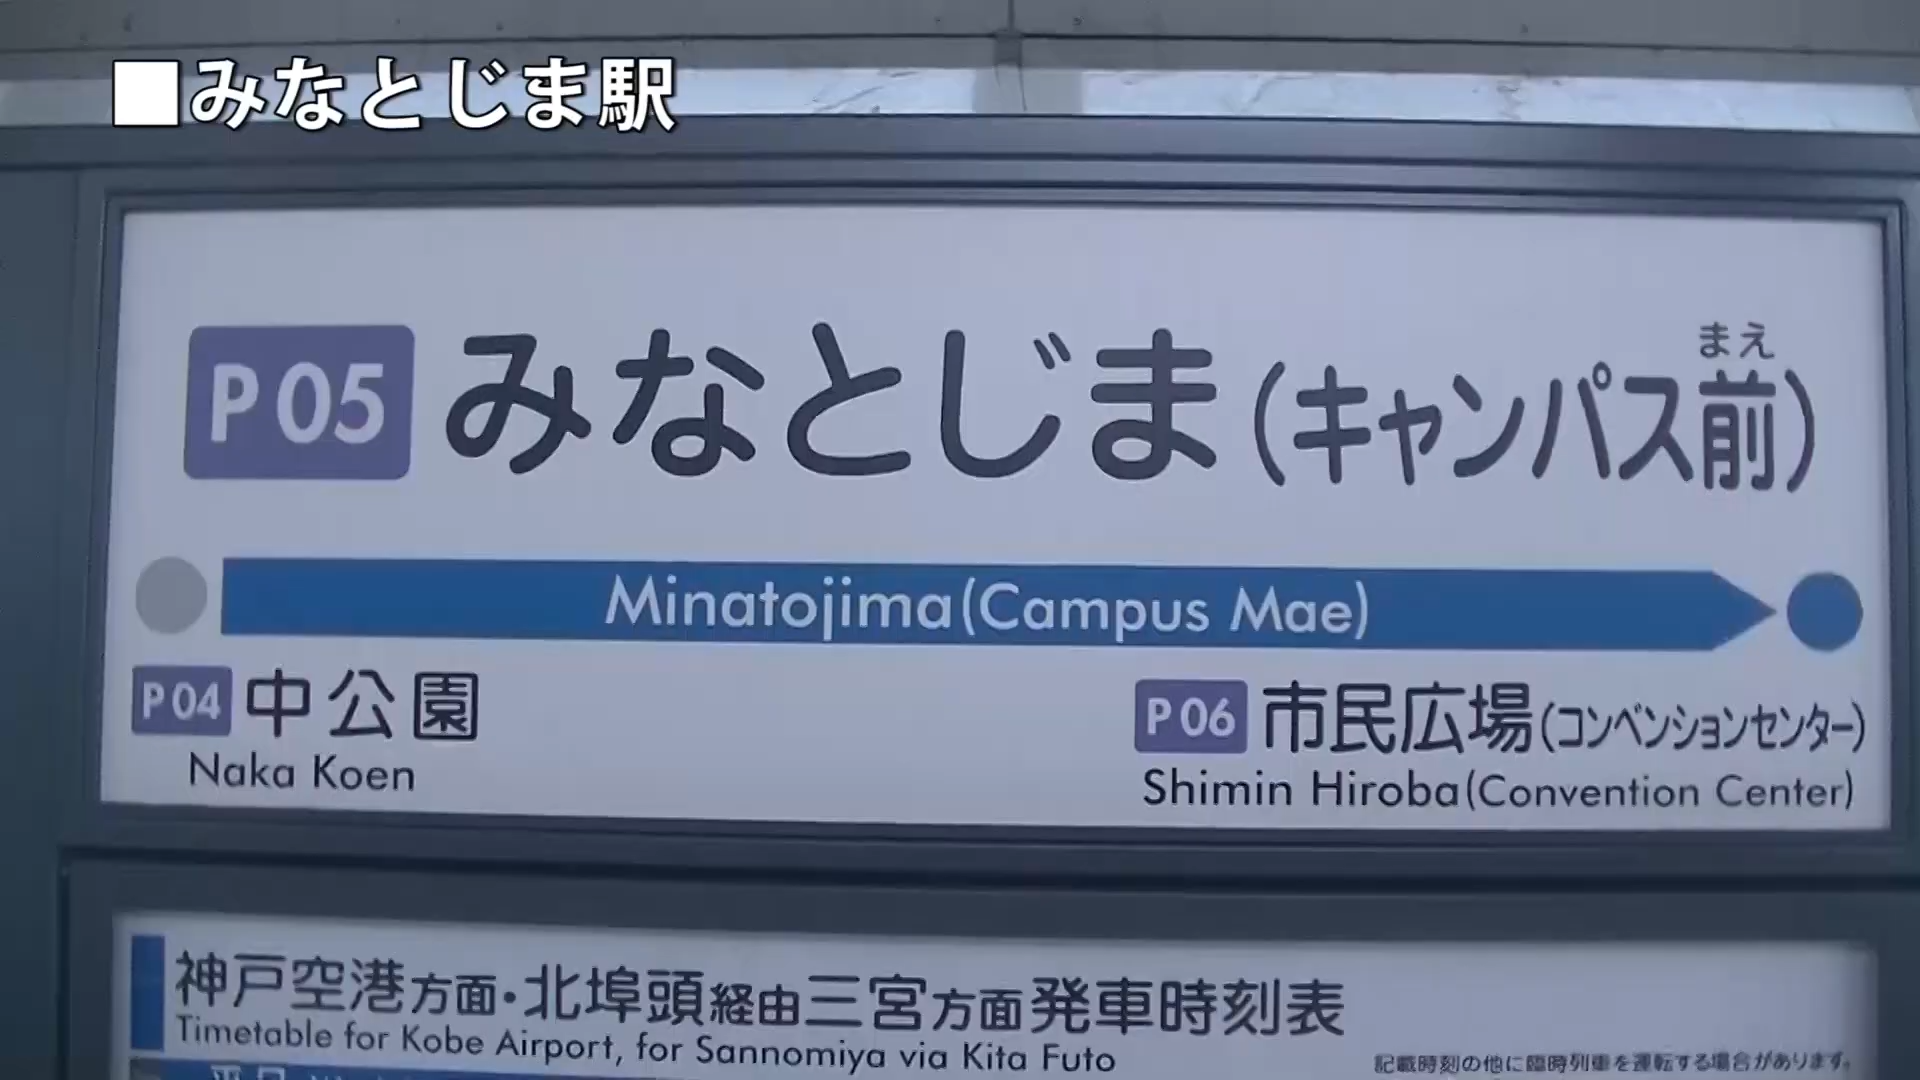 ■みなとじま駅
まえ
P05 みなとじま(キャンパス前)
Minatojima(Campus Mae)
P04 中公園
Naka Koen
P06 市民広場(コンベンションセンター)
Shimin Hiroba(Convention Center)
神戸空港方面・北埠頭経由三宮方面発車時刻表
Timetable for Kobe Airport, for Sannomiya via Kita Futo
記載時刻の他に臨時列車を運転する場合があります。